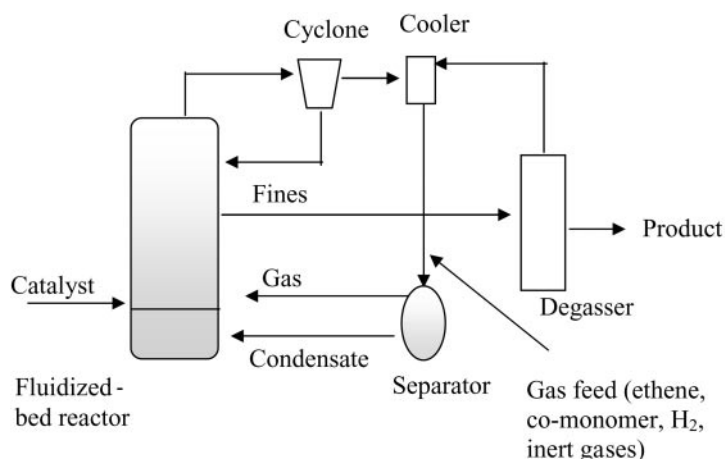 Cyclone
Cooler
Fines
Product
Catalyst
Gas
Degasser
Condensate
Fluidized-
bed reactor
Separator
Gas feed (ethene,
co-monomer, H₂,
inert gases)